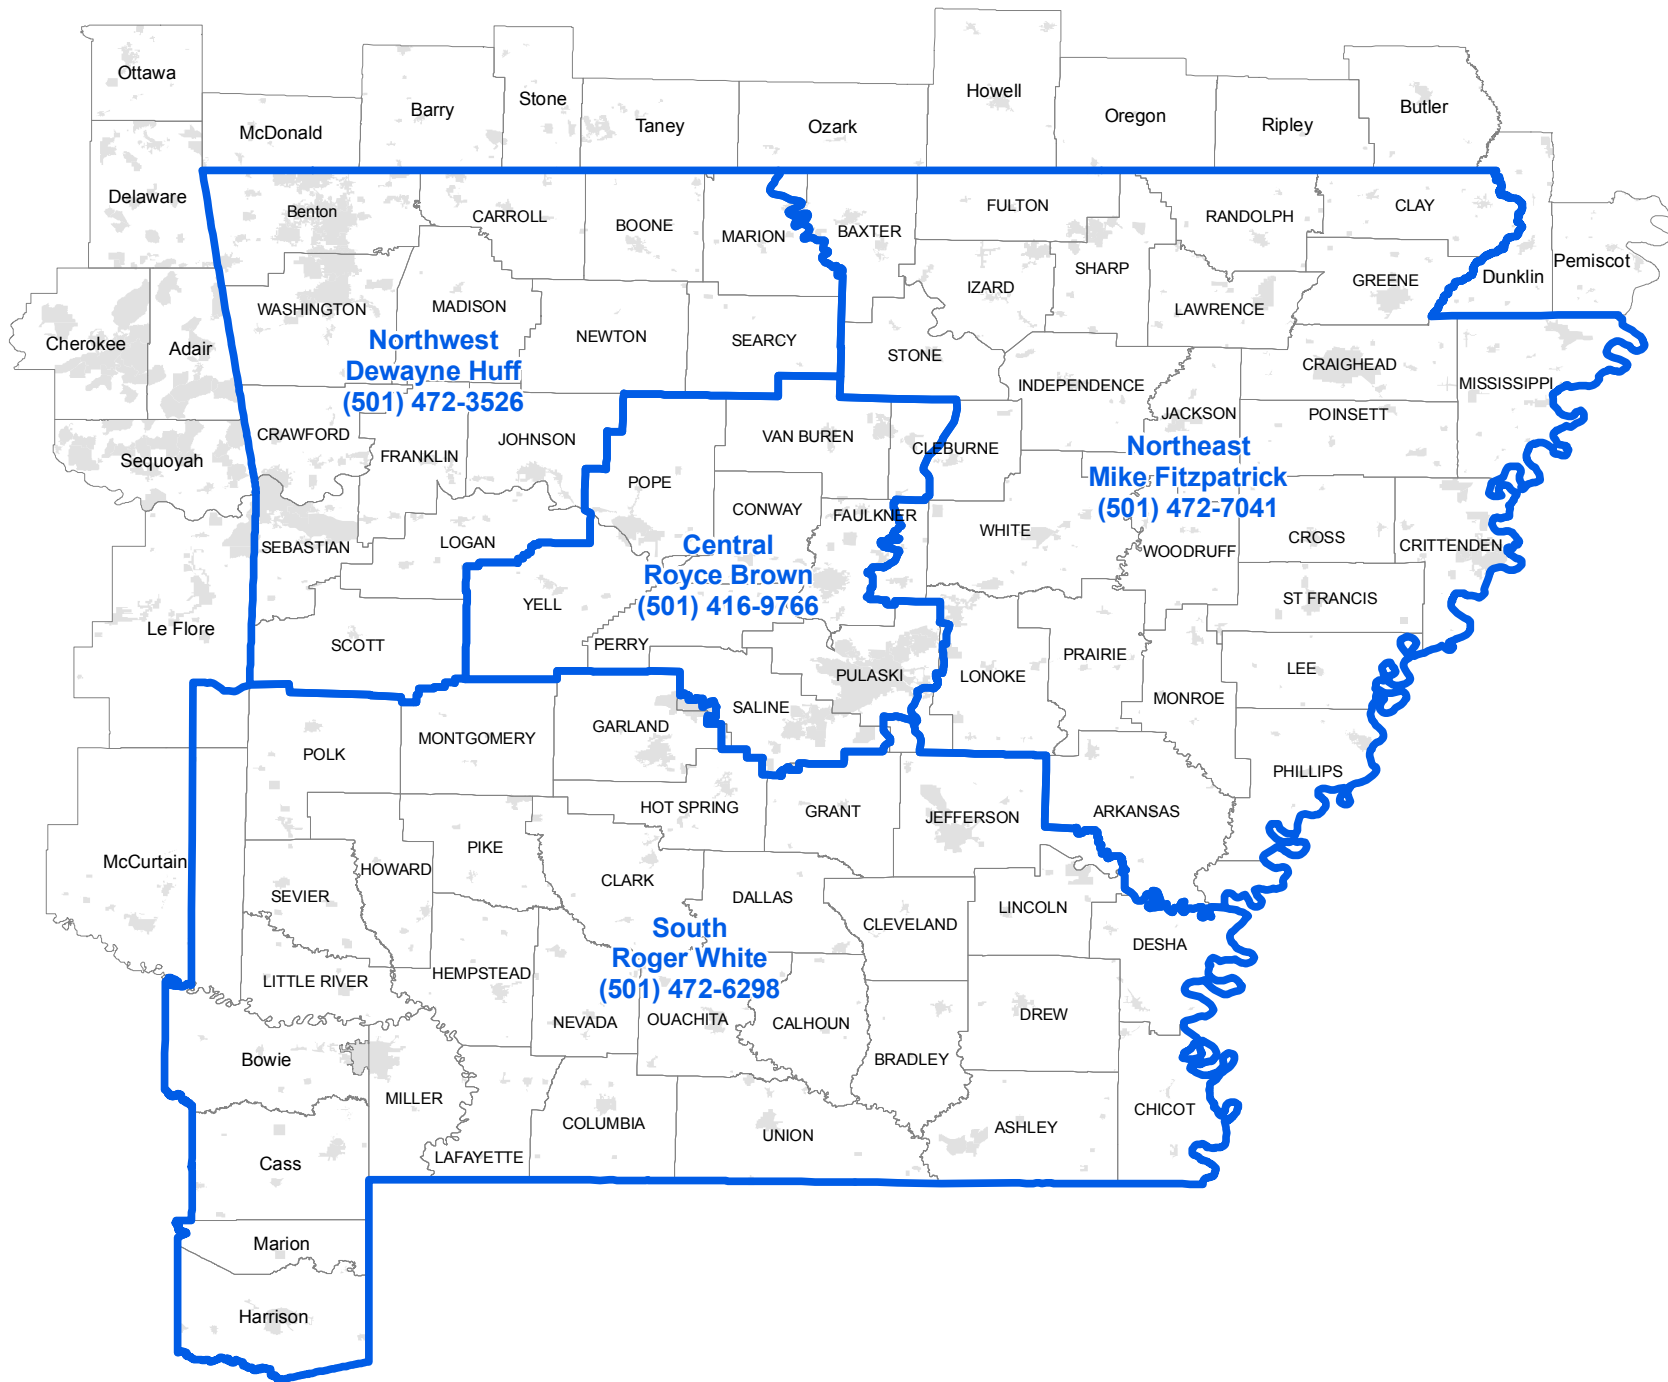 Ottawa
McDonald
Barry
Stone
Taney
Ozark
Howell
Oregon
Ripley
Butler
Delaware
Benton
CARROLL
BOONE
MARION
BAXTER
FULTON
RANDOLPH
CLAY
Dunklin
Pemiscot
WASHINGTON
MADISON
NEWTON
SEARCY
IZARD
SHARP
LAWRENCE
GREENE
Cherokee
Adair
Northwest
Dewayne Huff
(501) 472-3526
STONE
INDEPENDENCE
CRAIGHEAD
MISSISSIPPI
JACKSON
POINSETT
Sequoyah
CRAWFORD
FRANKLIN
JOHNSON
VAN BUREN
CLEBURNE
Northeast
Mike Fitzpatrick
(501) 472-7041
POPE
CONWAY
FAULKNER
WHITE
WOODRUFF
CROSS
CRITTENDEN
SEBASTIAN
LOGAN
Central
Royce Brown
(501) 416-9766
YELL
PERRY
ST FRANCIS
Le Flore
SCOTT
PULASKI
LONOKE
PRAIRIE
LEE
MONROE
SALINE
GARLAND
MONTGOMERY
POLK
PHILLIPS
HOT SPRING
GRANT
JEFFERSON
ARKANSAS
McCurtain
HOWARD
PIKE
CLARK
DALLAS
SEVIER
CLEVELAND
LINCOLN
DESHA
South
Roger White
(501) 472-6298
LITTLE RIVER
HEMPSTEAD
NEVADA
OUACHITA
CALHOUN
DREW
Bowie
BRADLEY
MILLER
CHICOT
COLUMBIA
UNION
ASHLEY
LAFAYETTE
Cass
Marion
Harrison